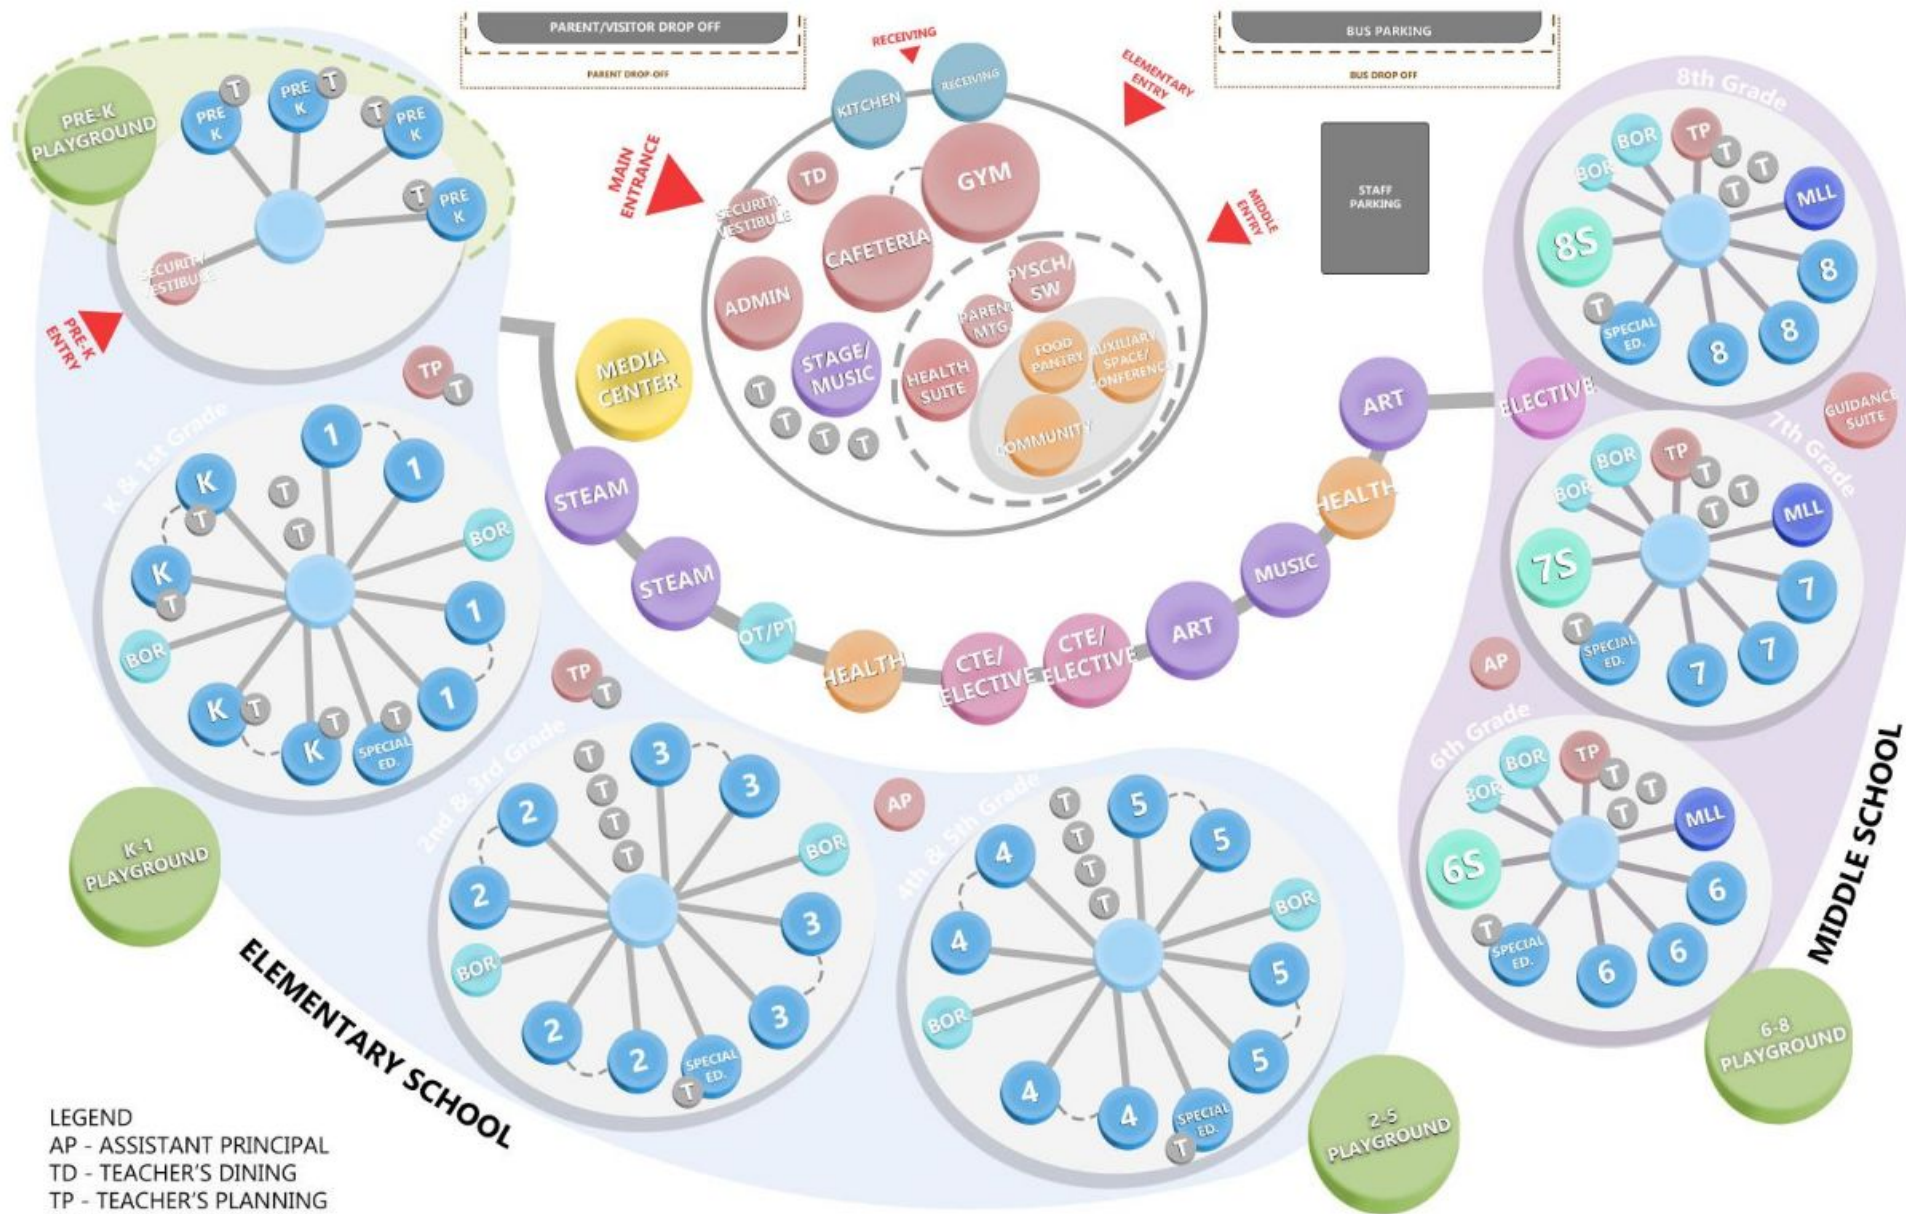 PARENT/VISITOR DROP OFF
PARENT DROP-OFF
BUS PARKING
BUS DROP OFF
STAFF
PARKING
RECEIVING
ELEMENTARY
ENTRY
MAIN
ENTRANCE
MIDDLE
ENTRY
PRE-K
ENTRY
PRE-K
PLAYGROUND
PRE
K
T
PRE
K
T
T
PRE
K
T
PRE
K
SECURITY/
VESTIBULE
TP
T
KITCHEN
RECEIVING
TD
GYM
SECURITY
VESTIBULE
CAFETERIA
ADMIN
STAGE/
MUSIC
T
T
T
T
PYSCH/
SW
PARENT
MTG.
HEALTH
SUITE
FOOD
PANTRY
AUXILIARY
SPACE/
CONFERENCE
COMMUNITY
MEDIA
CENTER
STEAM
STEAM
OT/PT
HEALTH
CTE/
ELECTIVE
CTE/
ELECTIVE
ART
MUSIC
HEALTH
ART
ELECTIVE
K & 1st Grade
1
1
K
T
T
T
BOR
K
T
1
BOR
1
K
T
K
T
SPECIAL
ED.
T
K-1
PLAYGROUND
TP
T
2nd & 3rd Grade
T
T
T
T
3
3
2
BOR
2
3
BOR
3
2
2
SPECIAL
ED.
T
AP
4th & 5th Grade
T
T
T
T
5
5
4
BOR
4
5
BOR
5
4
4
SPECIAL
ED.
T
2-5
PLAYGROUND
ELEMENTARY SCHOOL
8th Grade
BOR
BOR
TP
T
T
T
MLL
8S
8
T
SPECIAL
ED.
8
8
GUIDANCE
SUITE
7th Grade
BOR
BOR
TP
T
T
T
MLL
7S
7
T
SPECIAL
ED.
7
7
AP
6th Grade
BOR
BOR
TP
T
T
T
MLL
6S
6
T
SPECIAL
ED.
6
6
6-8
PLAYGROUND
MIDDLE SCHOOL
LEGEND
AP - ASSISTANT PRINCIPAL
TD - TEACHER'S DINING
TP - TEACHER'S PLANNING